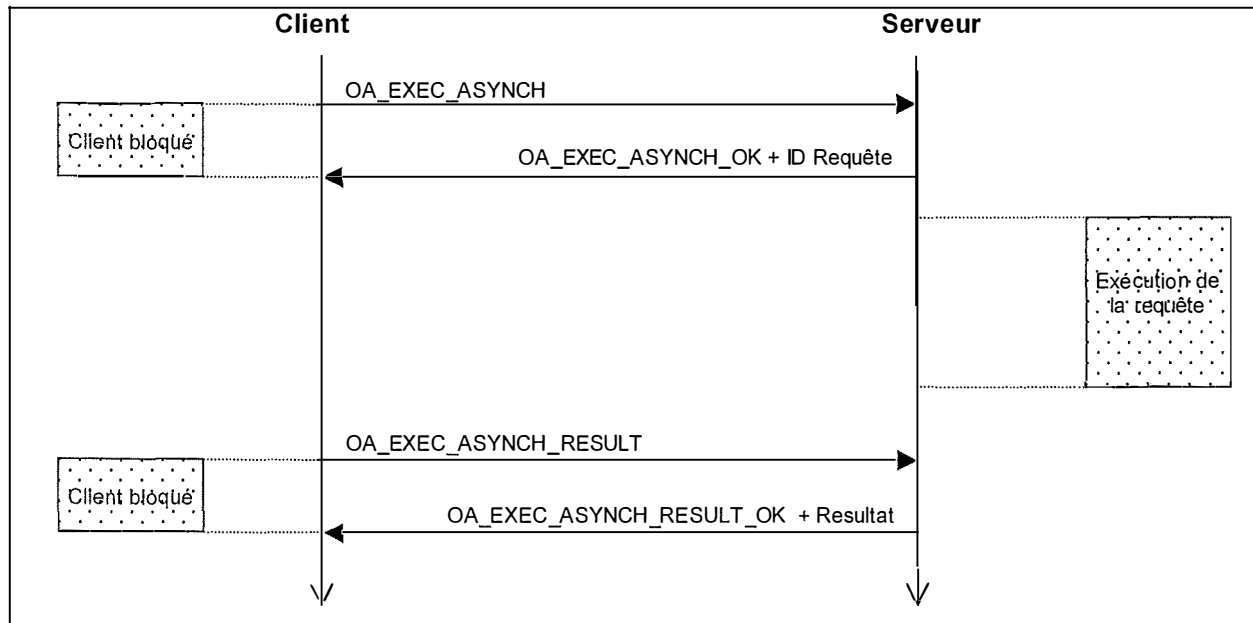 Client
Serveur
OA_EXEC_ASYNCH
Client bloqué
OA_EXEC_ASYNCH_OK + ID Requête
Exécution de
la requête
OA_EXEC_ASYNCH_RESULT
Client bloqué
OA_EXEC_ASYNCH_RESULT_OK + Resultat